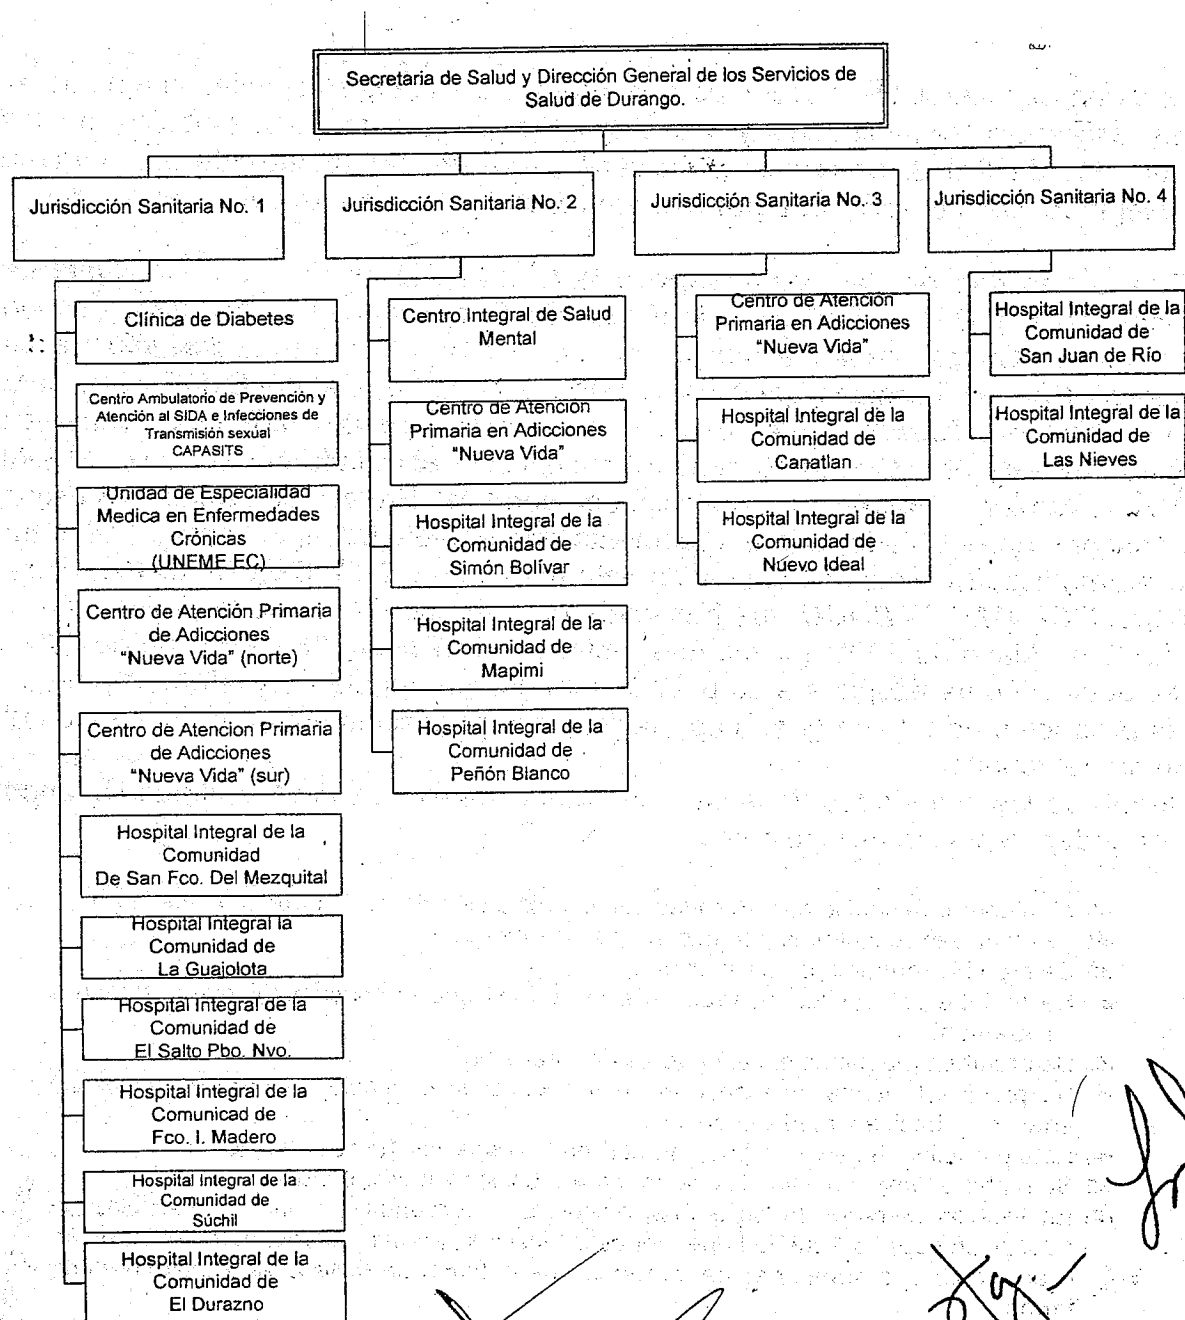 Secretaria de Salud y Dirección General de los Servicios de
Salud de Durango.
Jurisdicción Sanitaria No. 1
Jurisdicción Sanitaria No. 2
Jurisdicción Sanitaria No. 3
Jurisdicción Sanitaria No. 4
Clínica de Diabetes
Centro Ambulatorio de Prevención y
Atención al SIDA e Infecciones de
Transmisión sexual
CAPASITS
Unidad de Especialidad
Medica en Enfermedades
Crónicas
(UNEME EC)
Centro de Atención Primaria
de Adicciones
"Nueva Vida" (norte)
Centro de Atencion Primaria
de Adicciones
"Nueva Vida" (sur)
Hospital Integral de la
Comunidad
De San Fco. Del Mezquital
Hospital Integral la
Comunidad de
La Guajolota
Hospital Integral de la
Comunidad de
El Salto Pbo. Nvo.
Hospital Integral de la
Comunicad de
Fco. I. Madero
Hospital Integral de la
Comunidad de
Súchil
Hospital Integral de la
Comunidad de
El Durazno
Centro Integral de Salud
Mental
Centro de Atención
Primaria en Adicciones
"Nueva Vida"
Hospital Integral de la
Comunidad de
Simón Bolívar
Hospital Integral de la
Comunidad de
Mapimi
Hospital Integral de la
Comunidad de
Peñón Blanco
Centro de Atención
Primaria en Adicciones
"Nueva Vida"
Hospital Integral de la
Comunidad de
Canatlan
Hospital Integral de la
Comunidad de
Nuevo Ideal
Hospital Integral de la
Comunidad de
San Juan de Río
Hospital Integral de la
Comunidad de
Las Nieves